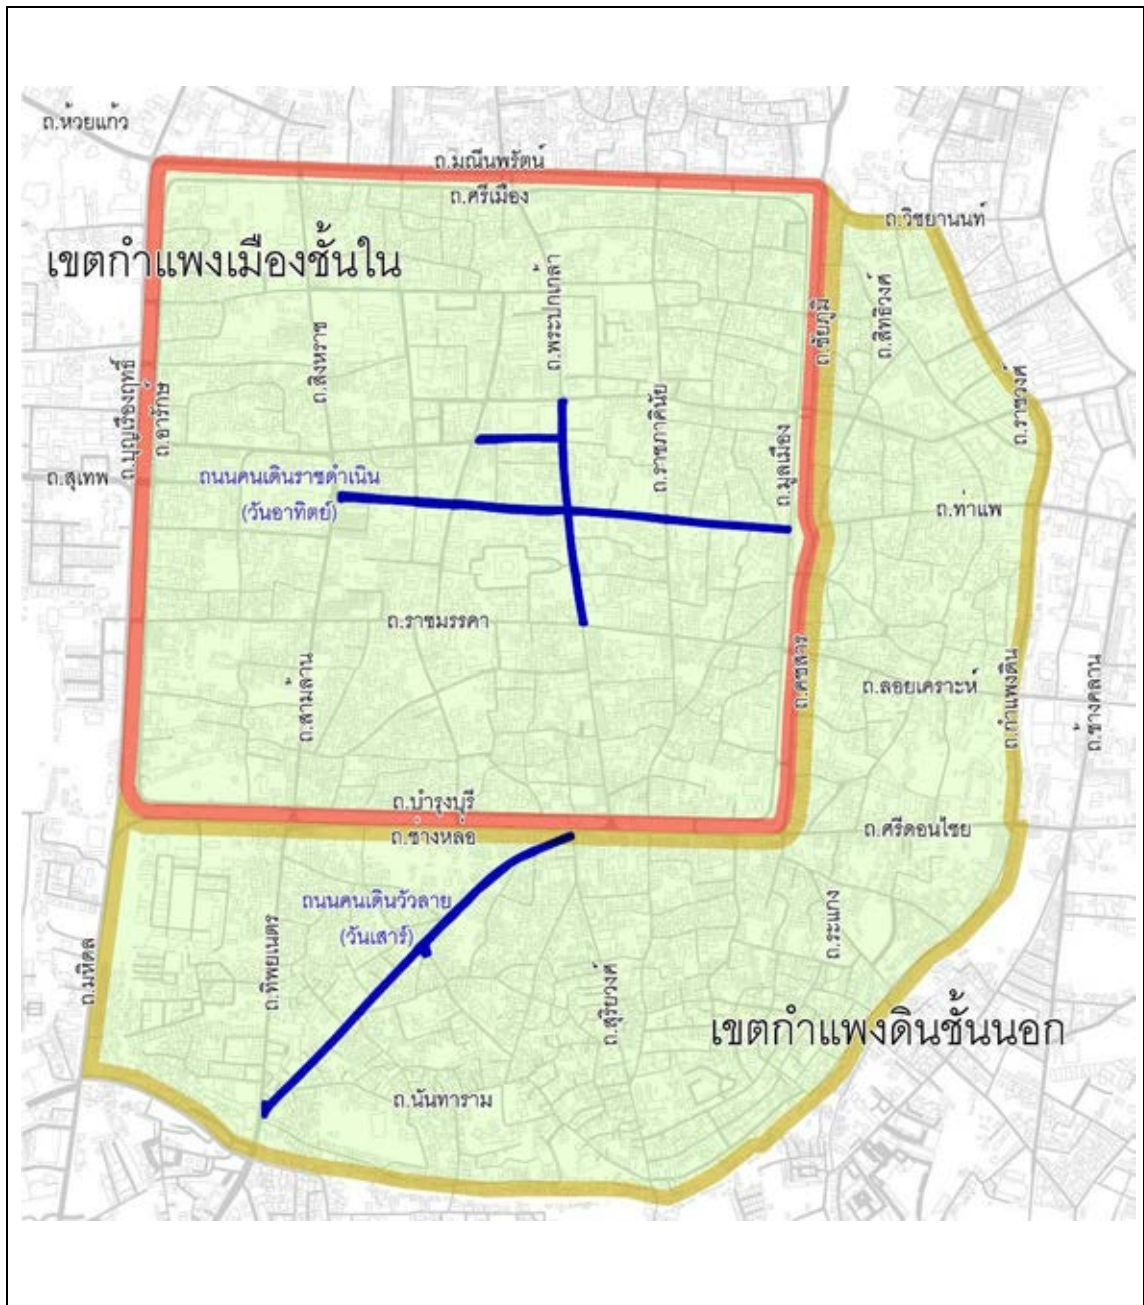 ถ.ห้วยแก้ว
ถ.มณีนพรัตน์
ถ.ศรีเมือง
ถ.วิชยานนท์
เขตกำแพงเมืองชั้นใน
ถ.พระปกเกล้า
ถ.ชัยภูมิ
ถ.สิทธิวงศ์
ถ.สิงหราช
ถ.บุญเรืองฤทธิ์
ถ.อารักษ์
ถ.ราชภาคินัย
ถ.ราชวงศ์
ถ.มูลเมือง
ถ.สุเทพ
ถนนคนเดินราชดำเนิน
(วันอาทิตย์)
ถ.ท่าแพ
ถ.ราชมรรคา
ถ.สามล้าน
ถ.คชสาร
ถ.ลอยเคราะห์
ถ.กำแพงดิน
ถ.ช้างคลาน
ถ.บำรุงบุรี
ถ.ช่างหล่อ
ถ.ศรีดอนไชย
ถนนคนเดินวัวลาย
(วันเสาร์)
ถ.ระแกง
ถ.มหิดล
ถ.ทิพยเนตร
ถ.สุริยวงศ์
เขตกำแพงดินชั้นนอก
ถ.นันทาราม